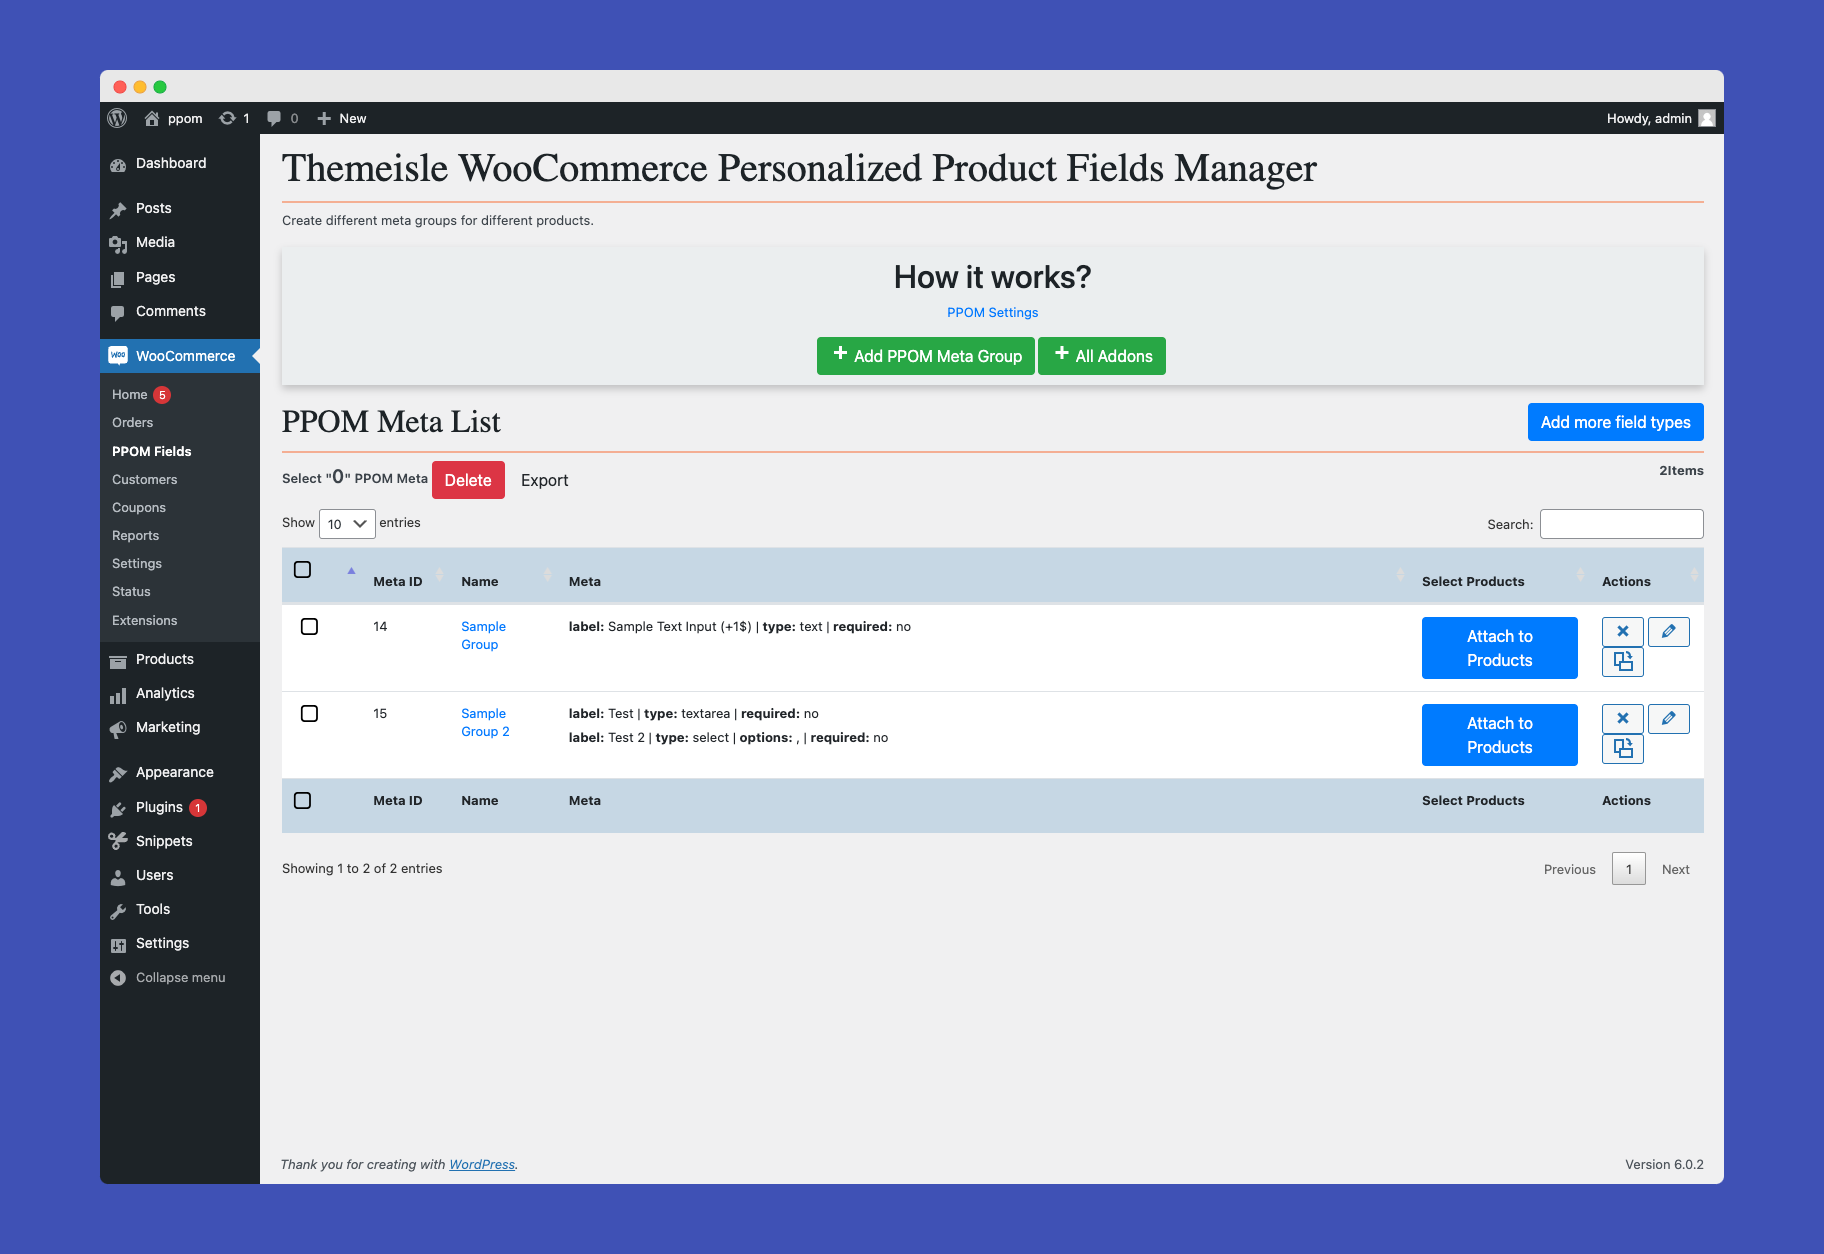 ppom 1 0 New Howdy, admin
Dashboard
Posts
Media
Pages
Comments
WooCommerce
Home 5
Orders
PPOM Fields
Customers
Coupons
Reports
Settings
Status
Extensions
Products
Analytics
Marketing
Appearance
Plugins 1
Snippets
Users
Tools
Settings
Collapse menu
Themeisle WooCommerce Personalized Product Fields Manager
Create different meta groups for different products.
How it works?
PPOM Settings
Add PPOM Meta Group All Addons
PPOM Meta List Add more field types
Select "0" PPOM Meta Delete Export 2Items
Show 10 entries Search:
Meta ID Name Meta Select Products Actions
14 Sample label: Sample Text Input (+1$) | type: text | required: no Attach to
Group Products
15 Sample label: Test | type: textarea | required: no Attach to
Group 2 label: Test 2 | type: select | options: , | required: no Products
Meta ID Name Meta Select Products Actions
Showing 1 to 2 of 2 entries Previous 1 Next
Thank you for creating with WordPress. Version 6.0.2